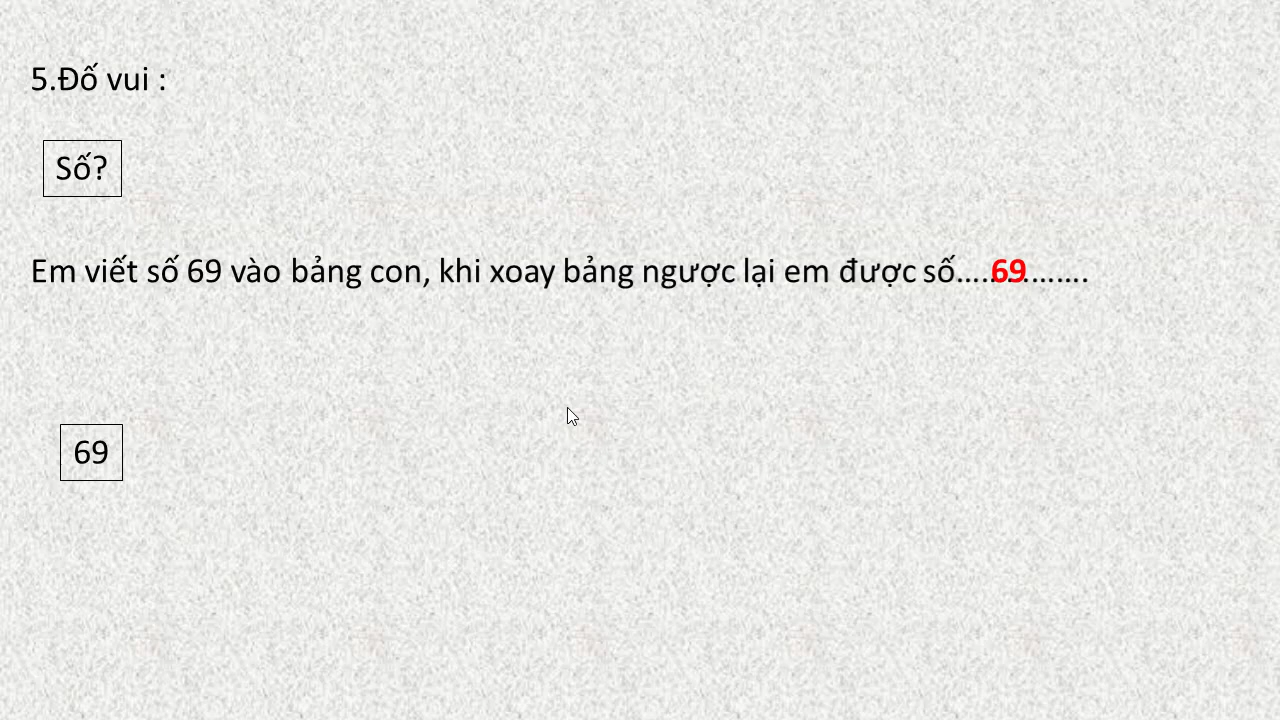 5.Đố vui :
Số?
Em viết số 69 vào bảng con, khi xoay bảng ngược lại em được số....69.......
69